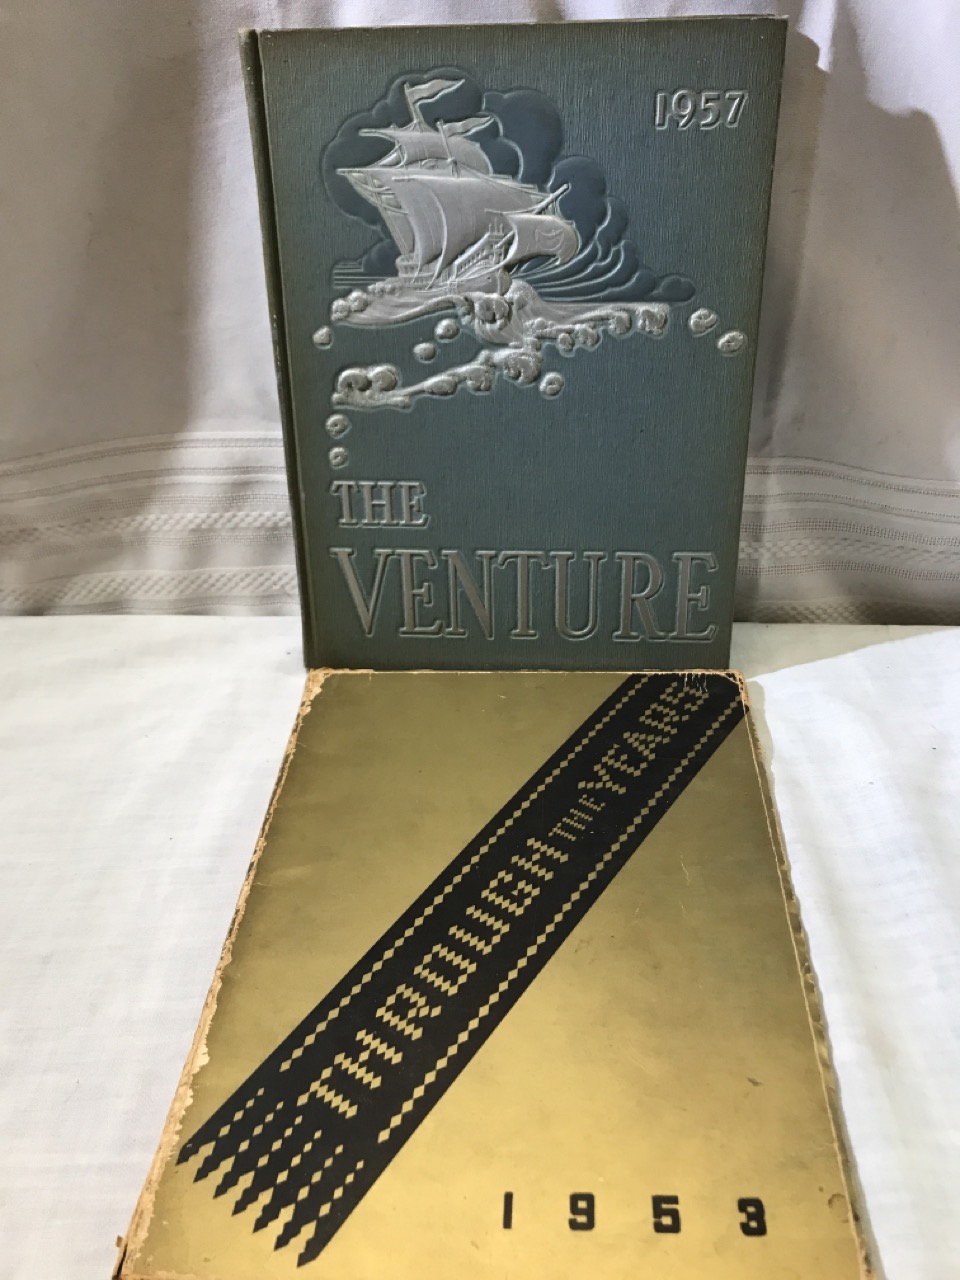 1957
THE
VENTURE
THROUGH THE YEARS
1953